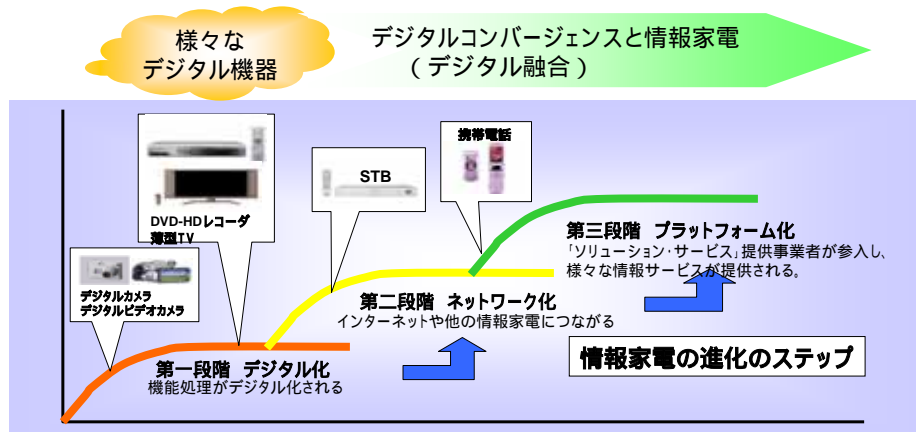 様々な
デジタル機器
デジタルコンバージェンスと情報家電
（デジタル融合）
携帯電話
STB
DVD-HDレコーダ
薄型TV
デジタルカメラ
デジタルビデオカメラ
第三段階 プラットフォーム化
「ソリューション・サービス」提供事業者が参入し、
様々な情報サービスが提供される。
第二段階 ネットワーク化
インターネットや他の情報家電につながる
第一段階 デジタル化
機能処理がデジタル化される
情報家電の進化のステップ